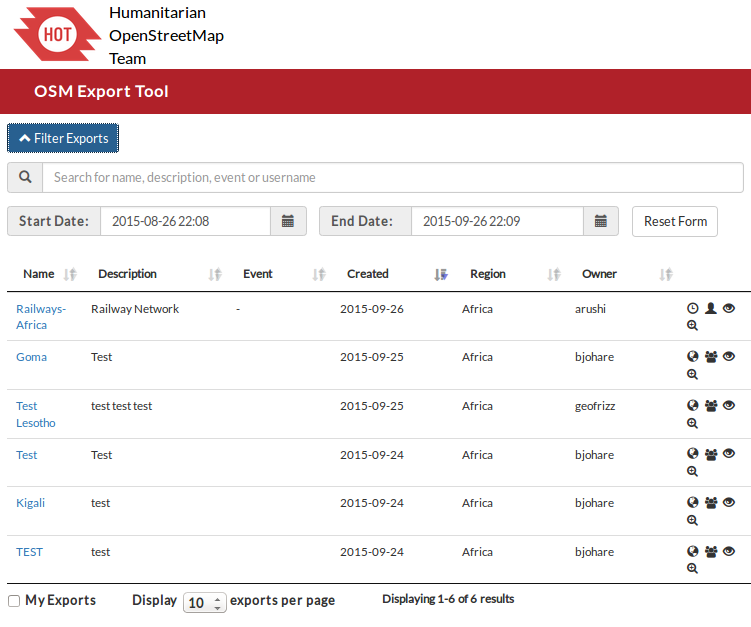 HOT
Humanitarian
OpenStreetMap
Team
OSM Export Tool
Filter Exports
Search for name, description, event or username
Start Date: 2015-08-26 22:08 End Date: 2015-09-26 22:09 Reset Form
Name Description Event Created Region Owner
Railways- Railway Network - 2015-09-26 Africa arushi
Africa
Goma Test 2015-09-25 Africa bjohare
Test test test test 2015-09-25 Africa geofrizz
Lesotho
Test Test 2015-09-24 Africa bjohare
Kigali test 2015-09-24 Africa bjohare
TEST test 2015-09-24 Africa bjohare
My Exports Display 10 exports per page Displaying 1-6 of 6 results